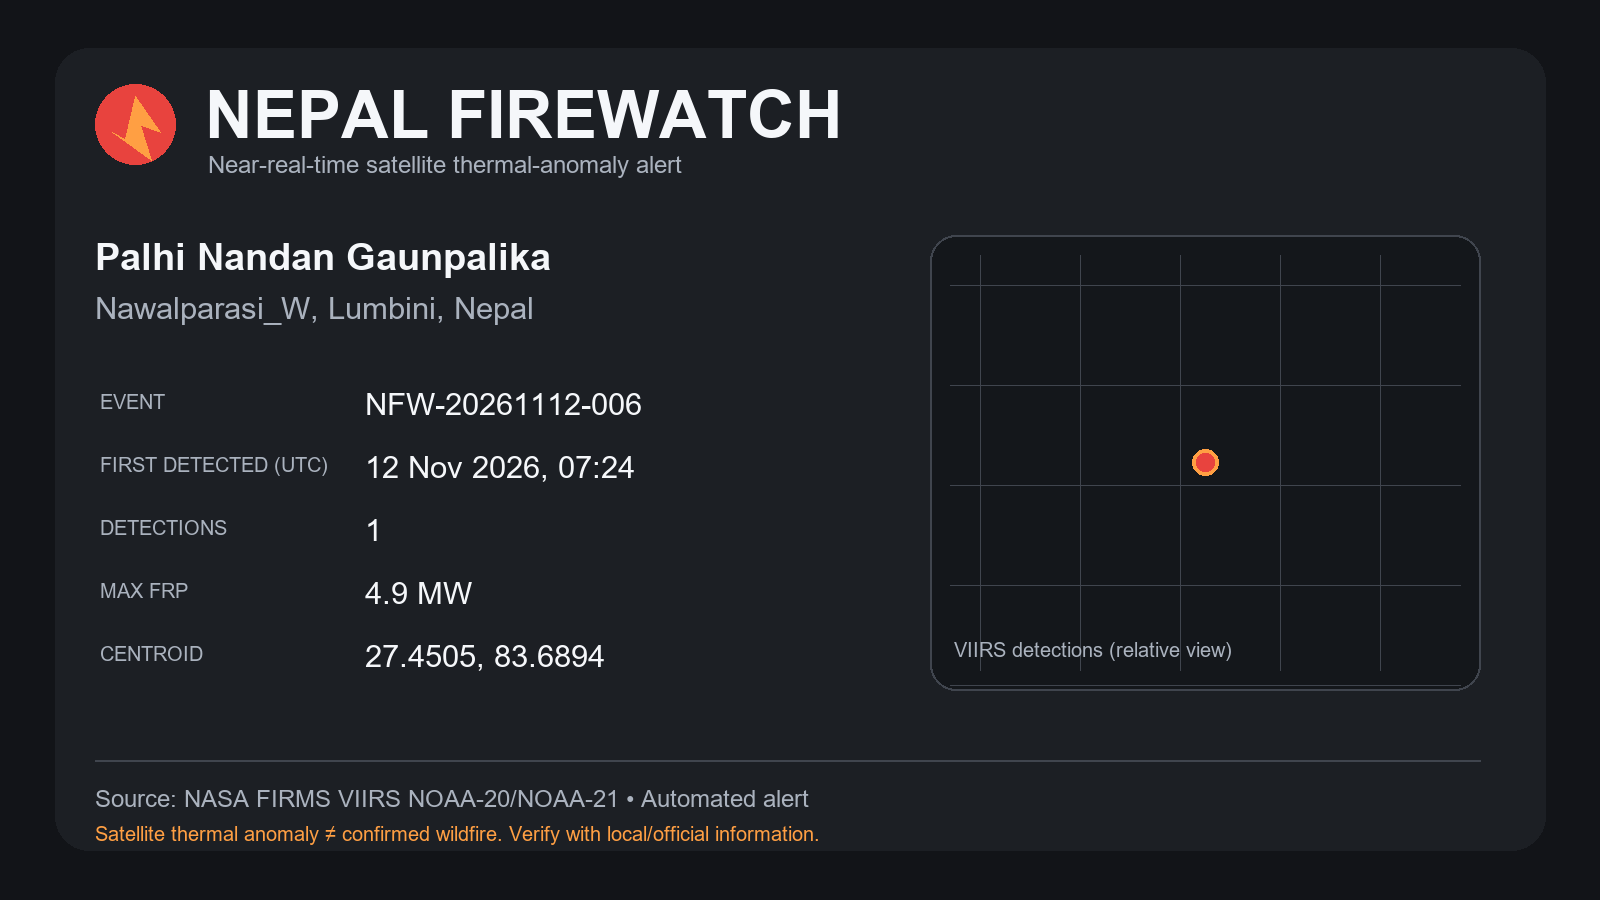 NEPAL FIREWATCH
Near-real-time satellite thermal-anomaly alert
Palhi Nandan Gaunpalika
Nawalparasi_W, Lumbini, Nepal
EVENT NFW-20261112-006
FIRST DETECTED (UTC) 12 Nov 2026, 07:24
DETECTIONS 1
MAX FRP 4.9 MW
CENTROID 27.4505, 83.6894
VIIRS detections (relative view)
Source: NASA FIRMS VIIRS NOAA-20/NOAA-21 • Automated alert
Satellite thermal anomaly ≠ confirmed wildfire. Verify with local/official information.